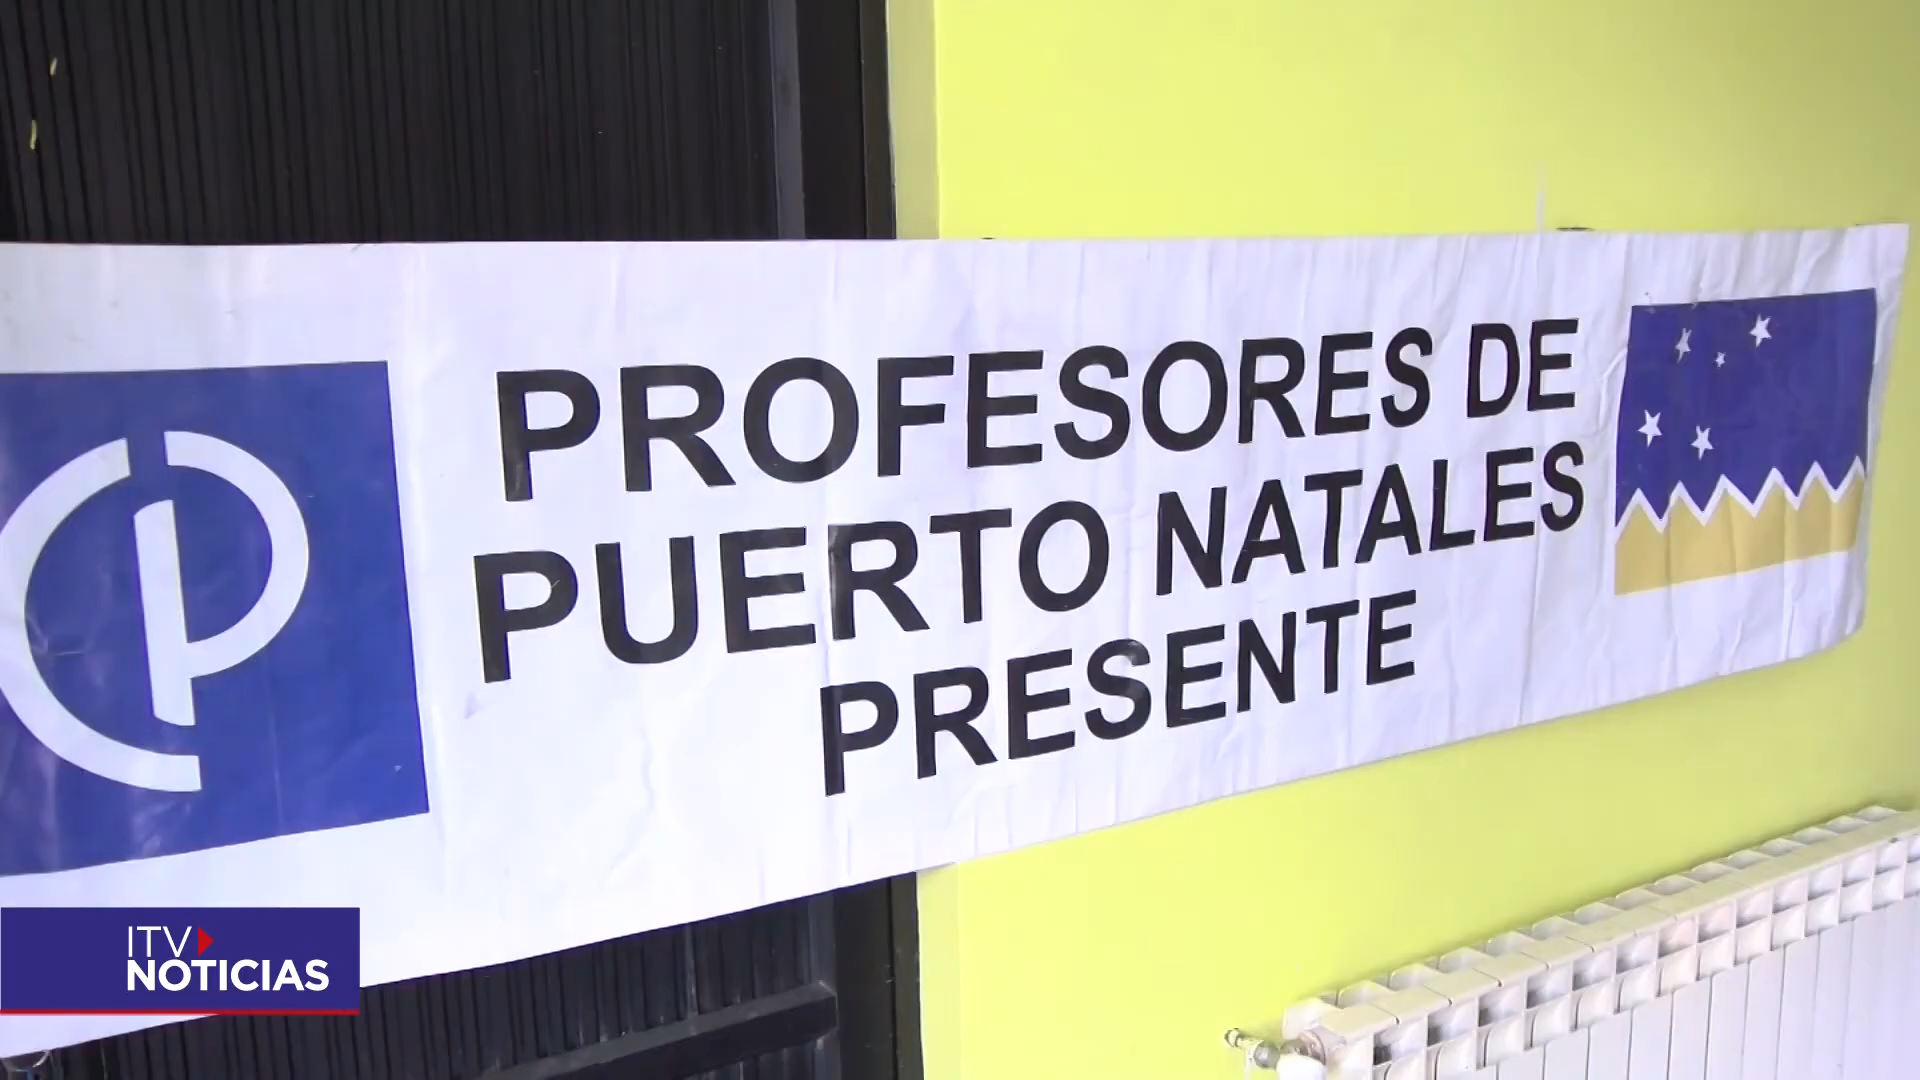 PROFESORES DE
PUERTO NATALES
PRESENTE
ITV
NOTICIAS